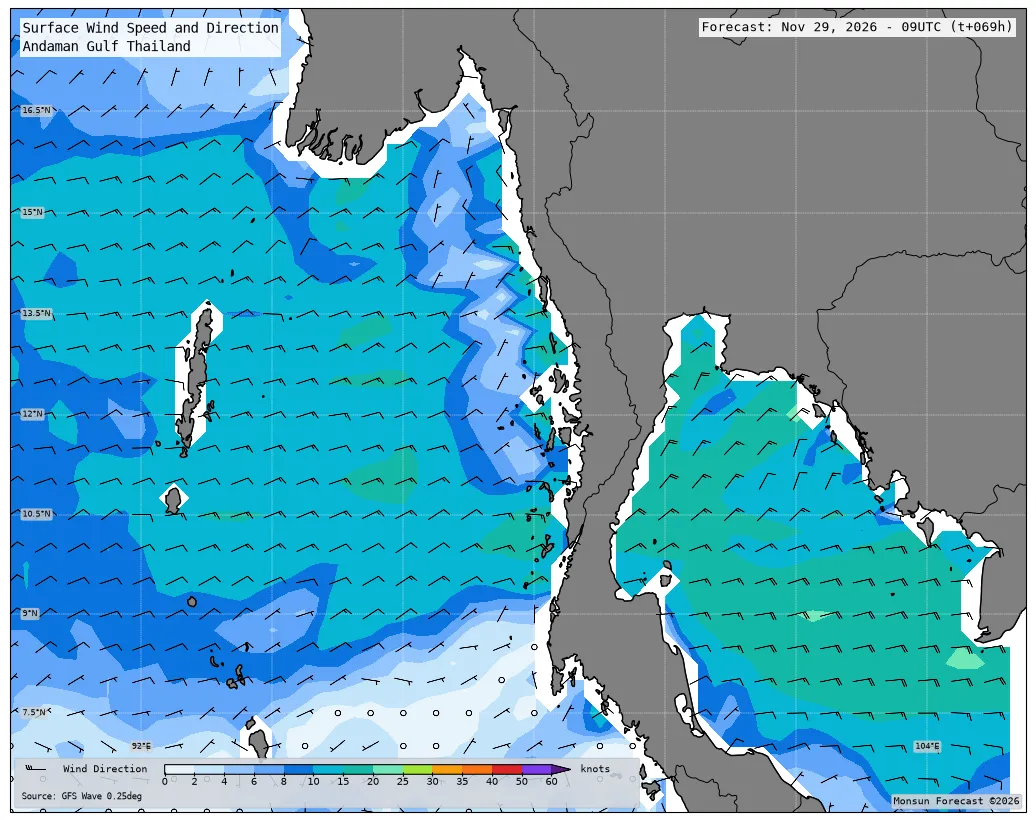 Surface Wind Speed and Direction
Andaman Gulf Thailand
Forecast: Nov 29, 2026 - 09UTC (t+069h)
16.5°N
15°N
13.5°N
12°N
10.5°N
9°N
7.5°N
92°E
104°E
Wind Direction
knots
0 2 4 6 8 10 15 20 25 30 35 40 50 60
Source: GFS Wave 0.25deg
Monsun Forecast ©2026